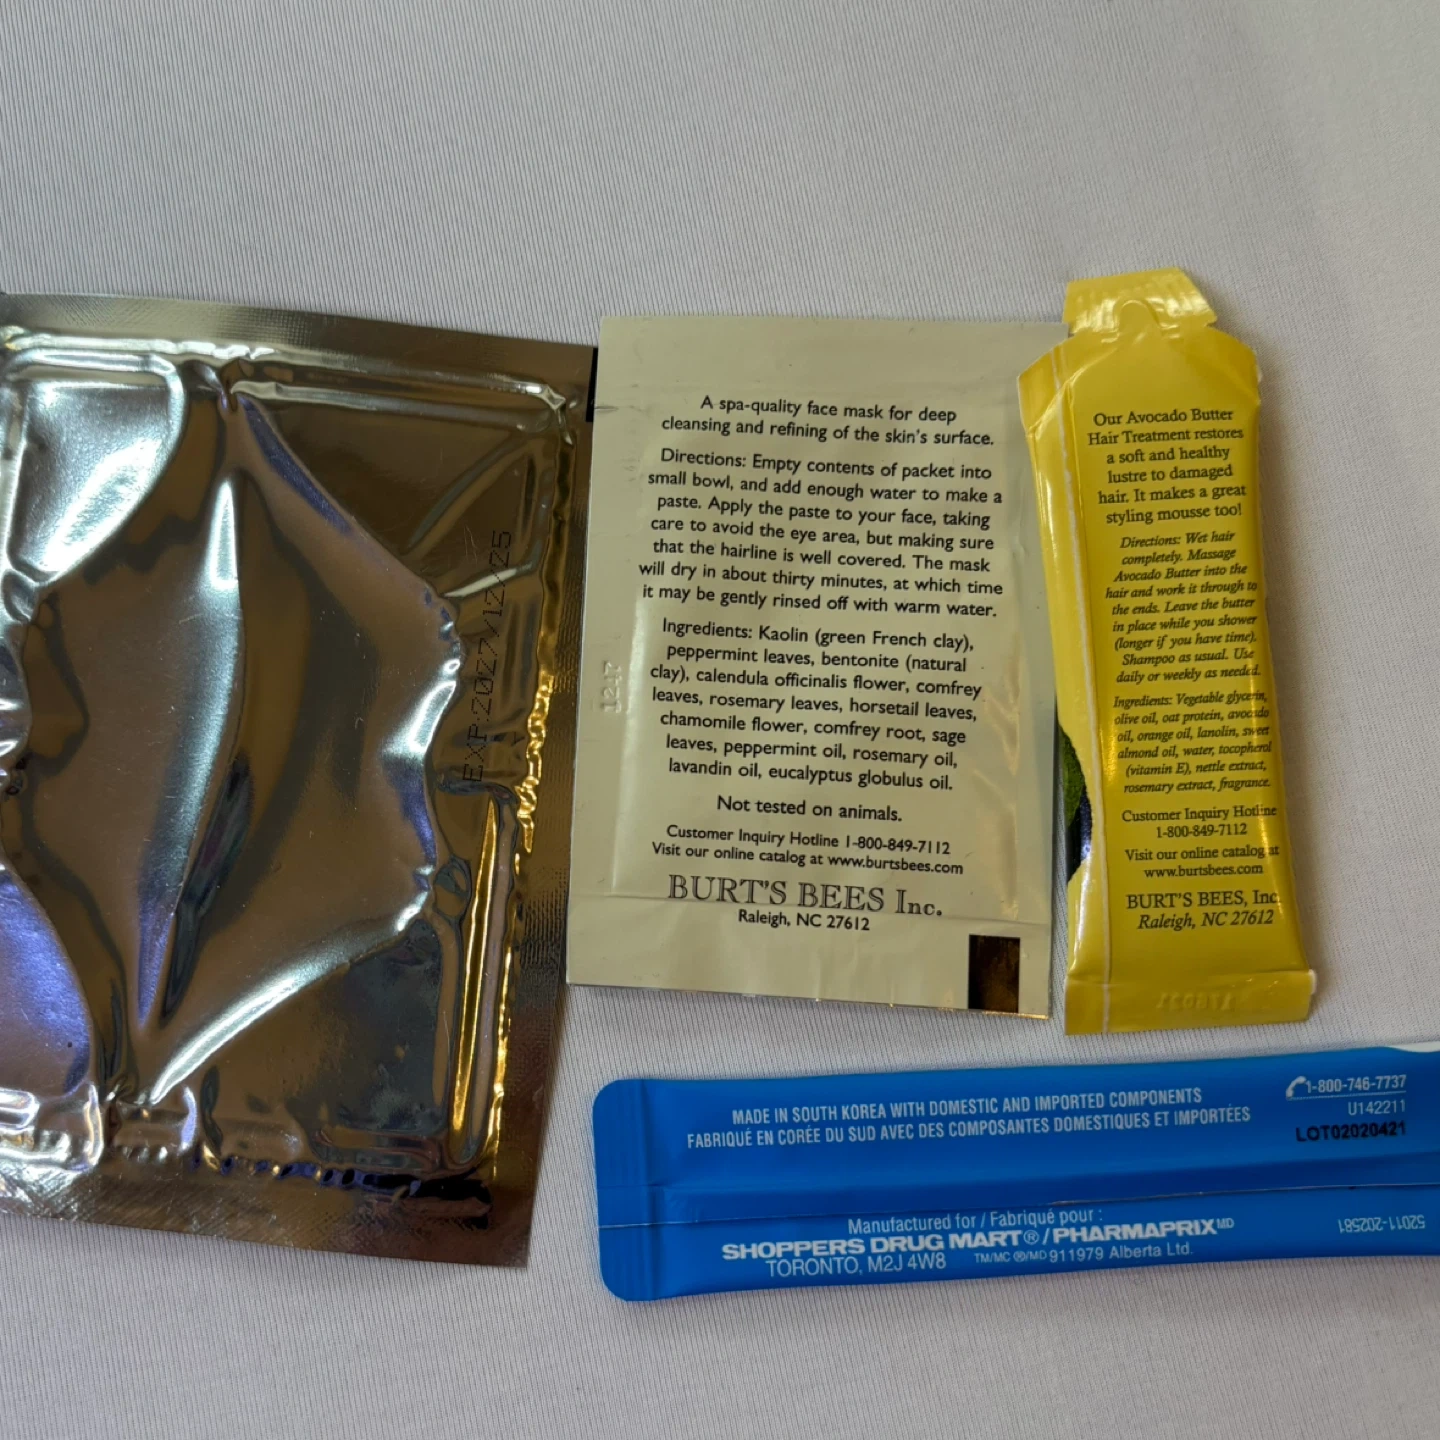 EXP:2027/12/25
A spa-quality face mask for deep
cleansing and refining of the skin's surface.
Directions: Empty contents of packet into
small bowl, and add enough water to make a
paste. Apply the paste to your face, taking
care to avoid the eye area, but making sure
that the hairline is well covered. The mask
will dry in about thirty minutes, at which time
it may be gently rinsed off with warm water.
Ingredients: Kaolin (green French clay),
peppermint leaves, bentonite (natural
clay), calendula officinalis flower, comfrey
leaves, rosemary leaves, horsetail leaves,
chamomile flower, comfrey root, sage
leaves, peppermint oil, rosemary oil,
lavandin oil, eucalyptus globulus oil.
Not tested on animals.
Customer Inquiry Hotline 1-800-849-7112
Visit our online catalog at www.burtsbees.com
BURT'S BEES Inc.
Raleigh, NC 27612
1247
Our Avocado Butter
Hair Treatment restores
a soft and healthy
lustre to damaged
hair. It makes a great
styling mousse too!
Directions: Wet hair
completely. Massage
Avocado Butter into the
hair and work it through to
the ends. Leave the butter
in place while you shower
(longer if you have time).
Shampoo as usual. Use
daily or weekly as needed.
Ingredients: Vegetable glycerin,
olive oil, oat protein, avocado
oil, orange oil, lanolin, sweet
almond oil, water, tocopherol
(vitamin E), nettle extract,
rosemary extract, fragrance.
Customer Inquiry Hotline
1-800-849-7112
Visit our online catalog at
www.burtsbees.com
BURT'S BEES, Inc.
Raleigh, NC 27612
MADE IN SOUTH KOREA WITH DOMESTIC AND IMPORTED COMPONENTS
FABRIQUÉ EN CORÉE DU SUD AVEC DES COMPOSANTES DOMESTIQUES ET IMPORTÉES
1-800-746-7737
U142211
LOT02020421
Manufactured for / Fabriqué pour :
SHOPPERS DRUG MART® / PHARMAPRIX MD
TORONTO, M2J 4W8 TM/MC ®/MD 911979 Alberta Ltd.
52011-202581